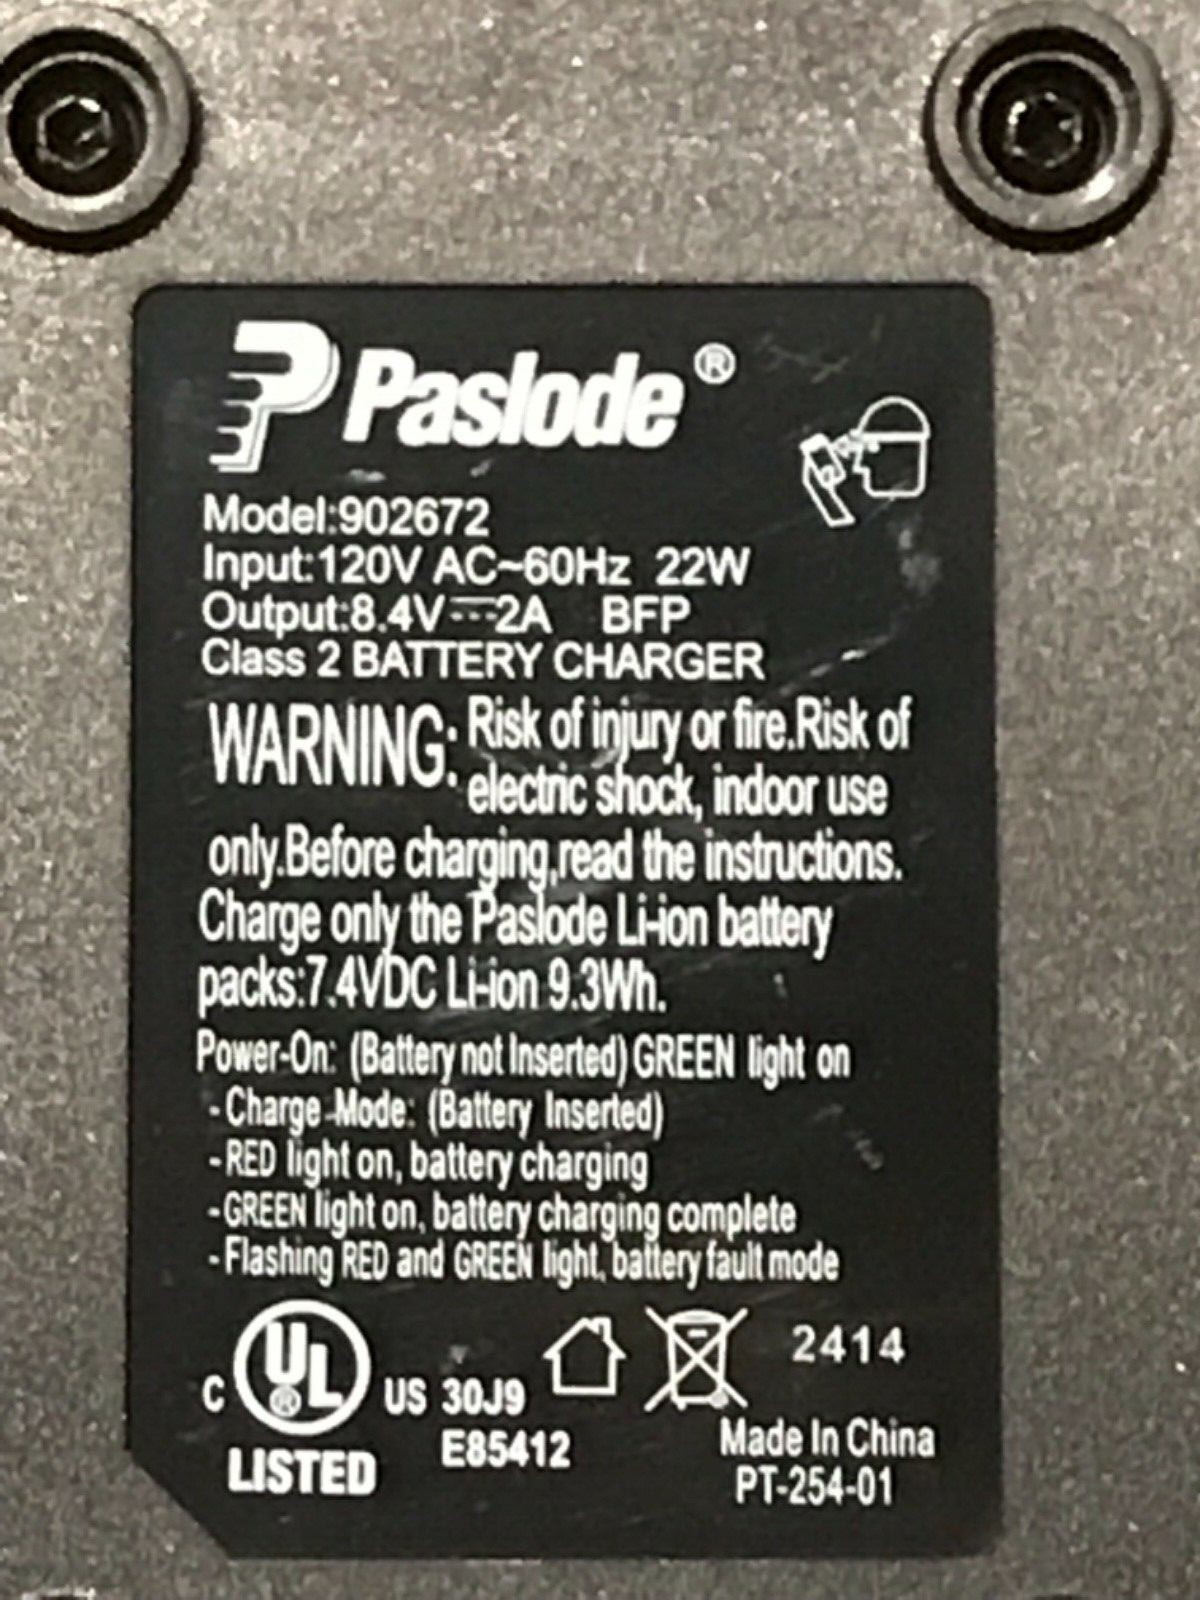 Paslode®
Model:902672
Input:120V AC~60Hz 22W
Output:8.4V⎓2A BFP
Class 2 BATTERY CHARGER
WARNING: Risk of injury or fire.Risk of
electric shock, indoor use
only.Before charging,read the instructions.
Charge only the Paslode Li-ion battery
packs:7.4VDC Li-ion 9.3Wh.
Power-On: (Battery not Inserted) GREEN light on
- Charge Mode: (Battery Inserted)
- RED light on, battery charging
- GREEN light on, battery charging complete
- Flashing RED and GREEN light, battery fault mode
C UL® US 30J9
LISTED
E85412
2414
Made In China
PT-254-01